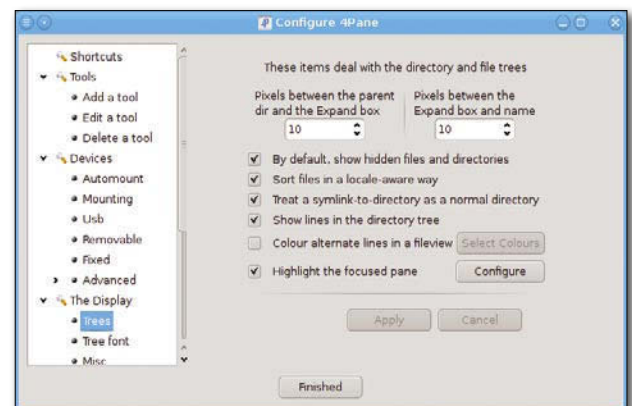 Configure 4Pane
Shortcuts
Tools
Add a tool
Edit a tool
Delete a tool
Devices
Automount
Mounting
Usb
Removable
Fixed
Advanced
The Display
Trees
Tree font
Misc
These items deal with the directory and file trees
Pixels between the parent
dir and the Expand box
10
Pixels between the
Expand box and name
10
By default, show hidden files and directories
Sort files in a locale-aware way
Treat a symlink-to-directory as a normal directory
Show lines in the directory tree
Colour alternate lines in a fileview
Select Colours
Highlight the focused pane
Configure
Apply
Cancel
Finished